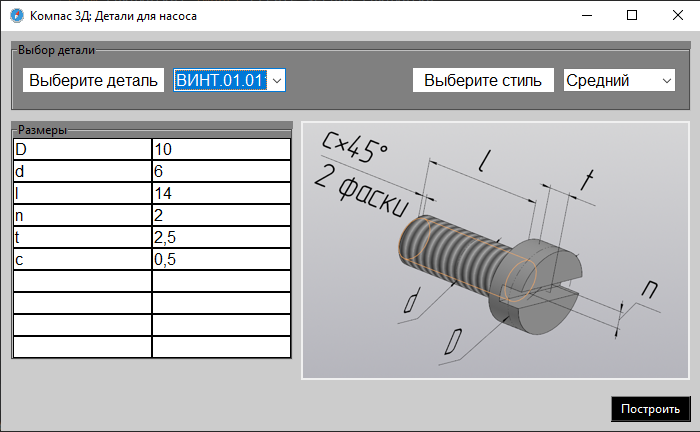 Компас 3Д: Детали для насоса
Выбор детали
Выберите деталь
ВИНТ.01.01
Выберите стиль
Средний
Размеры
D 10
d 6
l 14
n 2
t 2,5
c 0,5
c×45°
2 фаски
l
t
n
d
D
Построить